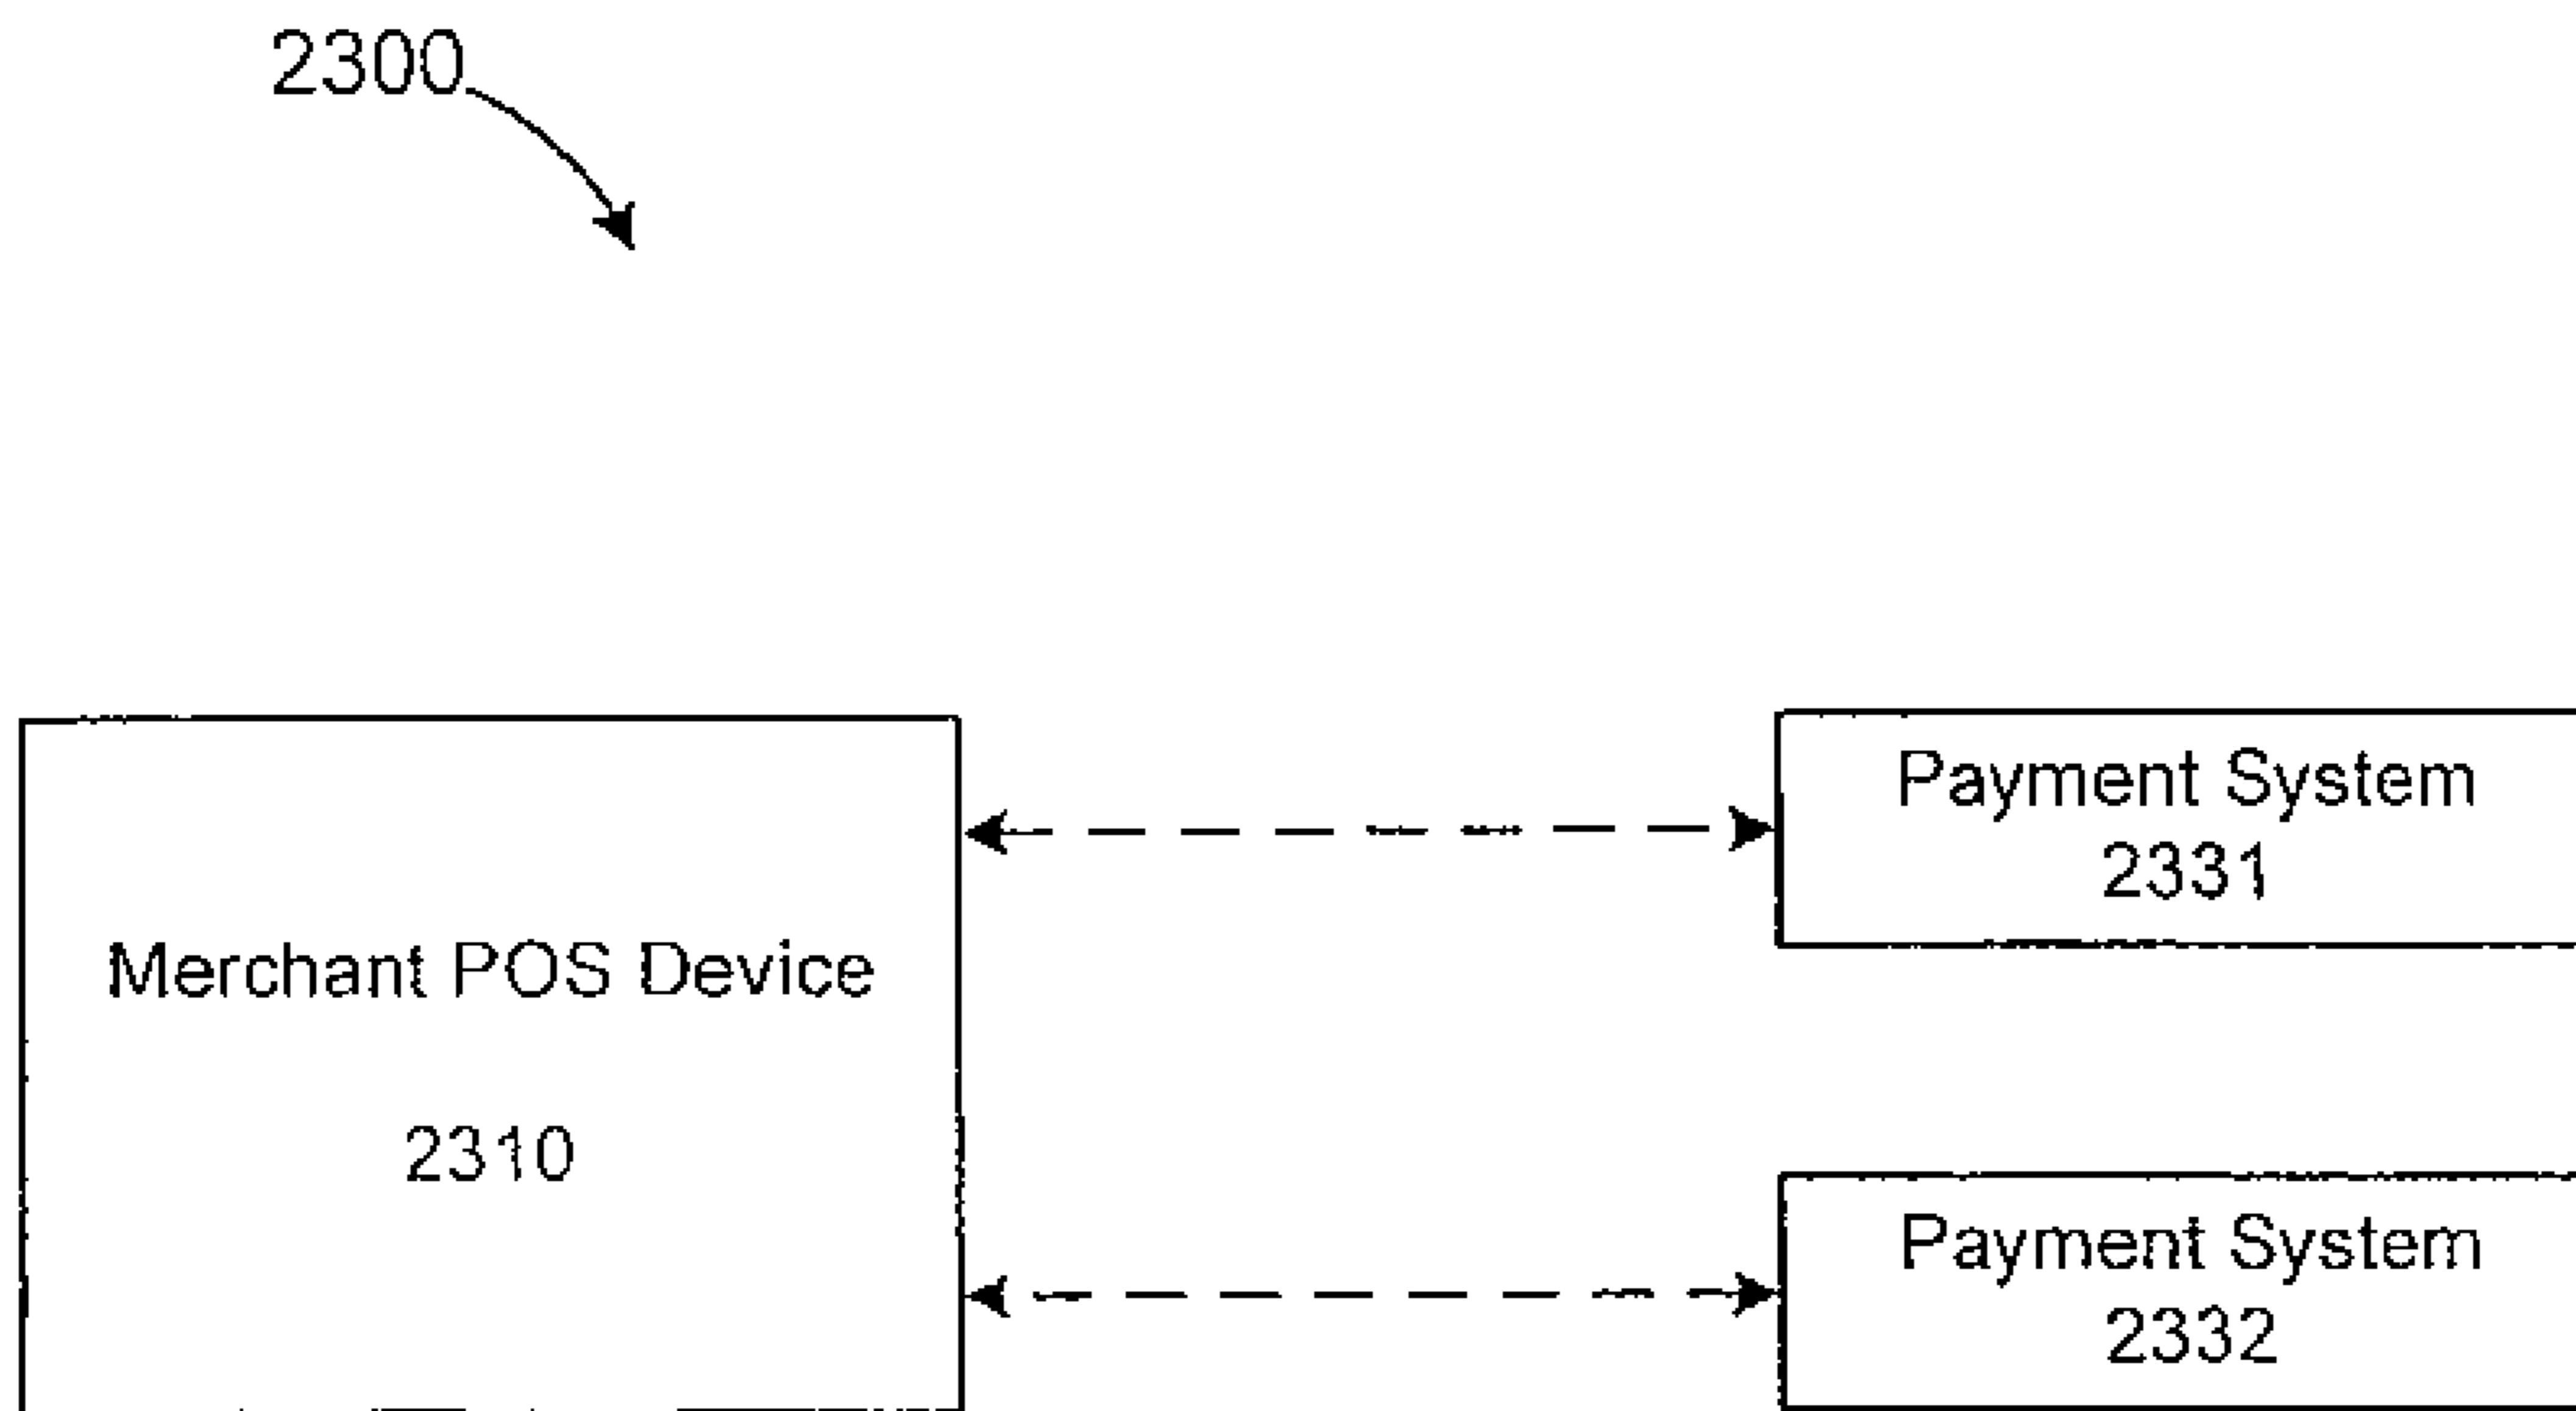 2300
Merchant POS Device
2310
Payment System
2331
Payment System
2332